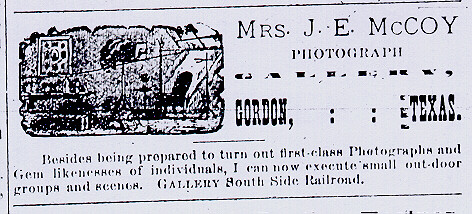 MRS. J. E. MCCOY
PHOTOGRAPH
GALLERY,
GORDON, : : TEXAS.
Besides being prepared to turn out first-class Photographs and
Gem likenesses of individuals, I can now execute small out-door
groups and scenes. GALLERY South Side Railroad.